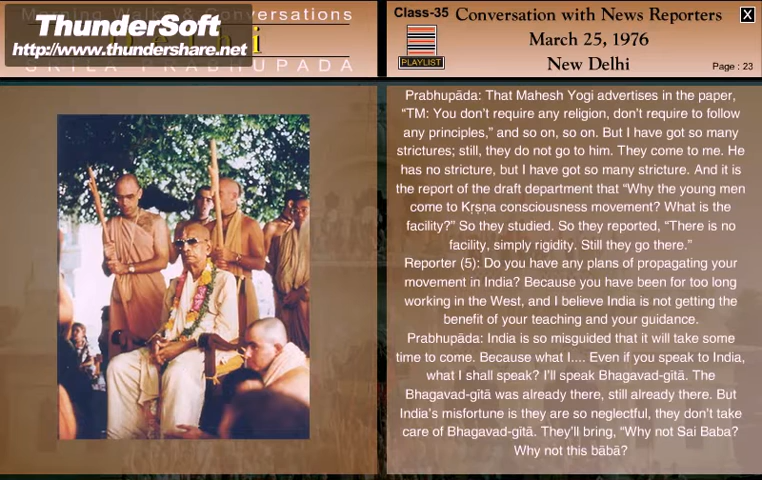 Morning Walks & Conversations
ThunderSoft
http://www.thundershare.net
SRILA PRABHUPADA
Class-35
PLAYLIST
Conversation with News Reporters
March 25, 1976
New Delhi
X
Page : 23
Prabhupāda: That Mahesh Yogi advertises in the paper,
“TM: You don’t require any religion, don’t require to follow
any principles,” and so on, so on. But I have got so many
strictures; still, they do not go to him. They come to me. He
has no stricture, but I have got so many stricture. And it is
the report of the draft department that “Why the young men
come to Kṛṣṇa consciousness movement? What is the
facility?” So they studied. So they reported, “There is no
facility, simply rigidity. Still they go there.”
Reporter (5): Do you have any plans of propagating your
movement in India? Because you have been for too long
working in the West, and I believe India is not getting the
benefit of your teaching and your guidance.
Prabhupāda: India is so misguided that it will take some
time to come. Because what I.... Even if you speak to India,
what I shall speak? I’ll speak Bhagavad-gītā. The
Bhagavad-gītā was already there, still already there. But
India’s misfortune is they are so neglectful, they don’t take
care of Bhagavad-gītā. They’ll bring, “Why not Sai Baba?
Why not this bābā?